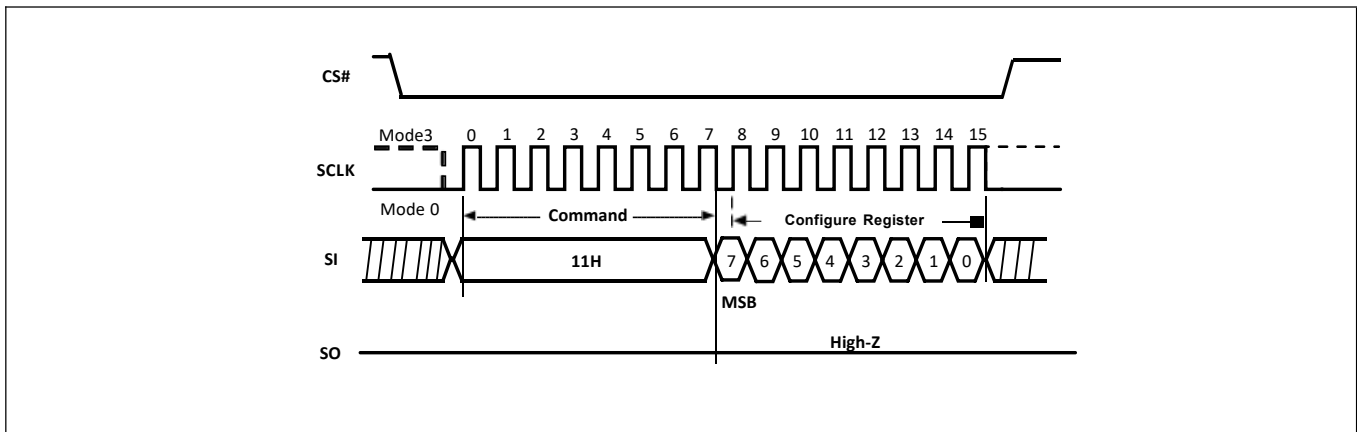 CS#
Mode3 0 1 2 3 4 5 6 7 8 9 10 11 12 13 14 15
SCLK
Mode 0 Command Configure Register
SI 11H 7 6 5 4 3 2 1 0
MSB
High-Z
SO